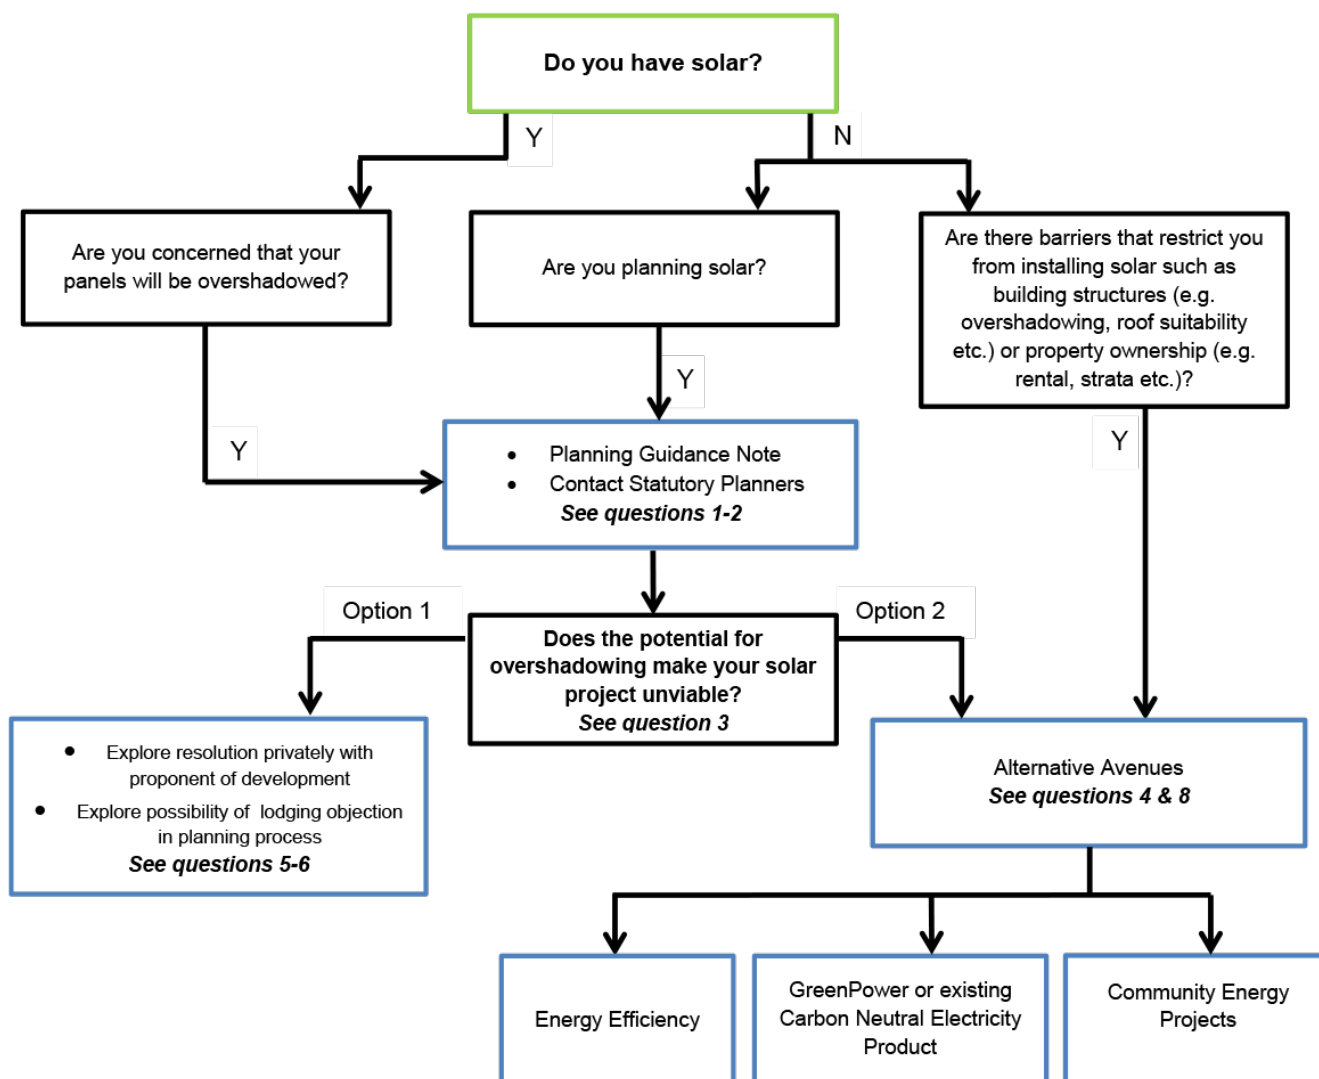 Do you have solar?
Y
N
Are you concerned that your
panels will be overshadowed?
Are you planning solar?
Are there barriers that restrict you
from installing solar such as
building structures (e.g.
overshadowing, roof suitability
etc.) or property ownership (e.g.
rental, strata etc.)?
Y
Y
Y
• Planning Guidance Note
• Contact Statutory Planners
See questions 1-2
Option 1
Option 2
Does the potential for
overshadowing make your solar
project unviable?
See question 3
• Explore resolution privately with
proponent of development
• Explore possibility of lodging objection
in planning process
See questions 5-6
Alternative Avenues
See questions 4 & 8
Energy Efficiency
GreenPower or existing
Carbon Neutral Electricity
Product
Community Energy
Projects